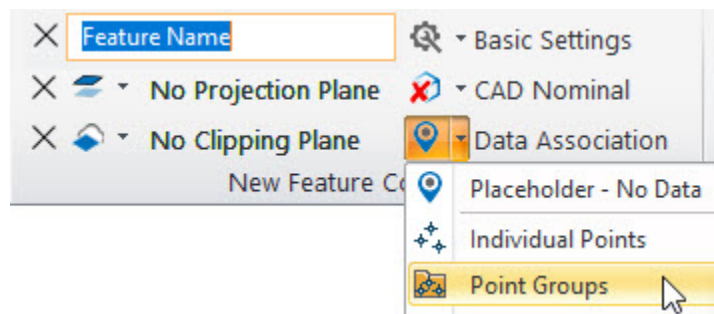 Feature Name
Basic Settings
No Projection Plane
CAD Nominal
No Clipping Plane
Data Association
New Feature
Placeholder - No Data
Individual Points
Point Groups